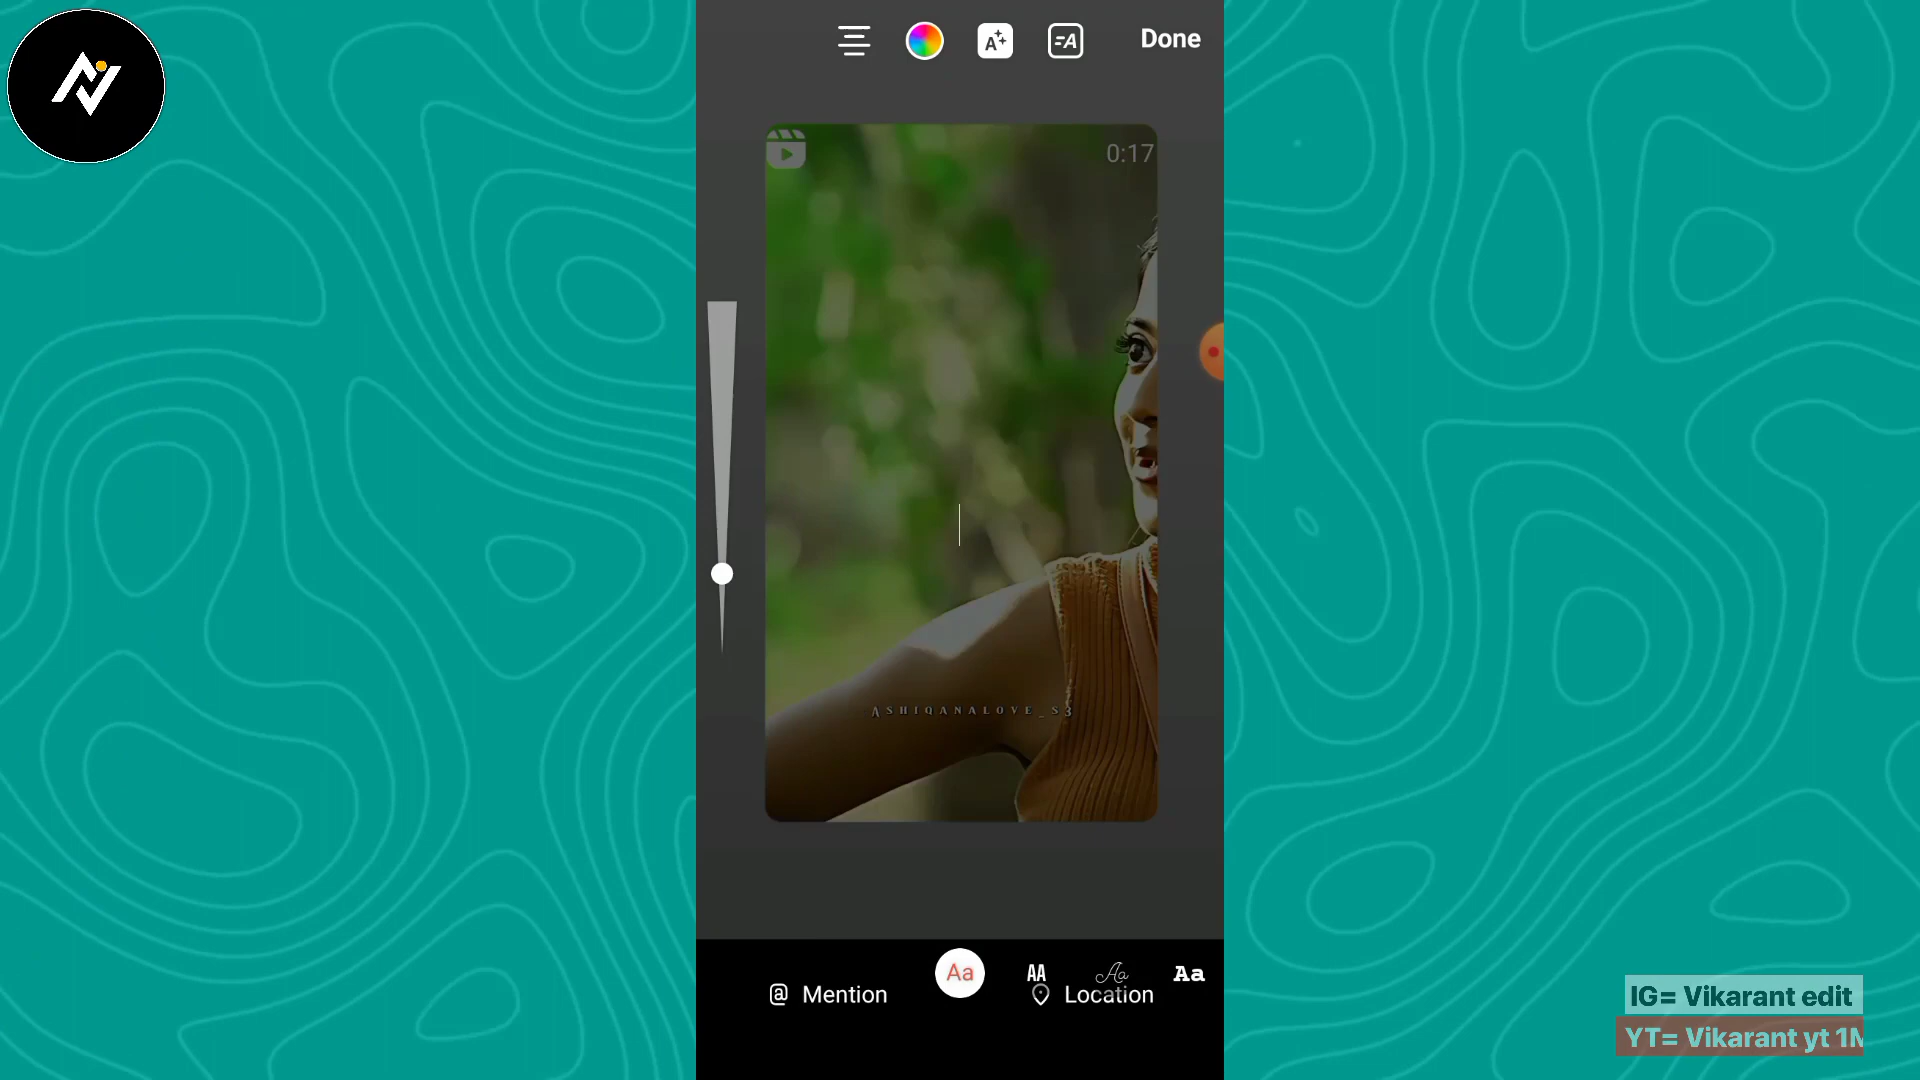 Done
0:17
ASHIQANALOVE_S3
Aa
AA
Aa
Aa
Mention
Location
IG= Vikarant edit
YT= Vikarant yt 1M